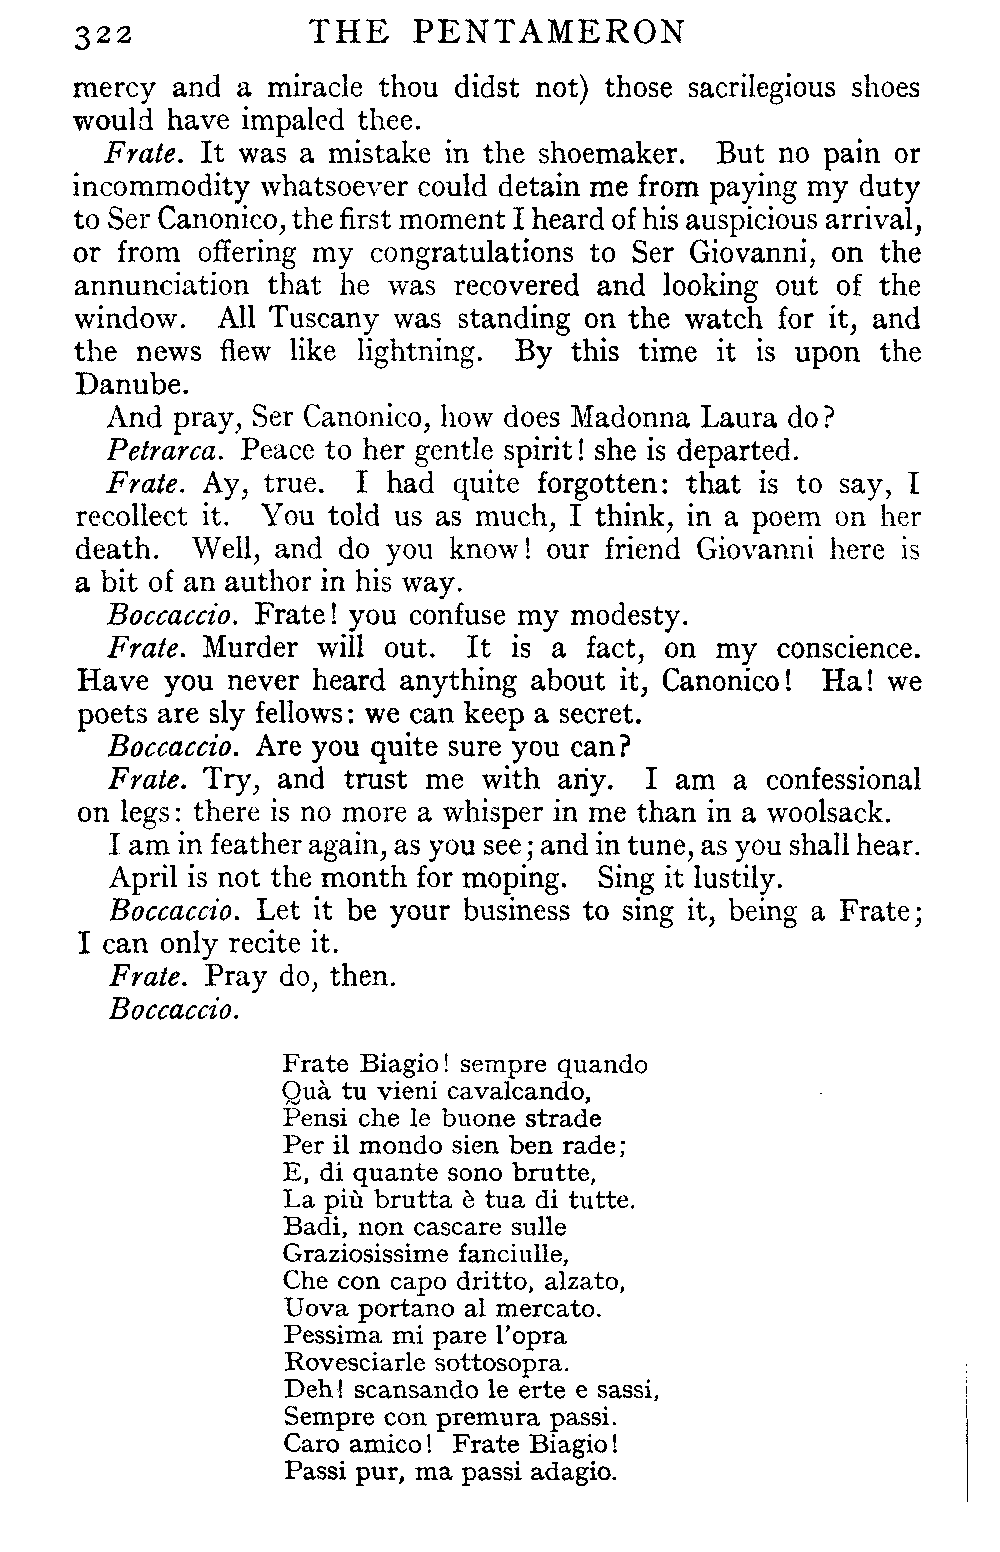 322 THE PENTAMERON
mercy and a miracle thou didst not) those sacrilegious shoes
would have impaled thee.
Frate. It was a mistake in the shoemaker. But no pain or
incommodity whatsoever could detain me from paying my duty
to Ser Canonico, the first moment I heard of his auspicious arrival,
or from offering my congratulations to Ser Giovanni, on the
annunciation that he was recovered and looking out of the
window. All Tuscany was standing on the watch for it, and
the news flew like lightning. By this time it is upon the
Danube.
And pray, Ser Canonico, how does Madonna Laura do?
Petrarca. Peace to her gentle spirit! she is departed.
Frate. Ay, true. I had quite forgotten: that is to say, I
recollect it. You told us as much, I think, in a poem on her
death. Well, and do you know! our friend Giovanni here is
a bit of an author in his way.
Boccaccio. Frate! you confuse my modesty.
Frate. Murder will out. It is a fact, on my conscience.
Have you never heard anything about it, Canonico! Ha! we
poets are sly fellows: we can keep a secret.
Boccaccio. Are you quite sure you can?
Frate. Try, and trust me with any. I am a confessional
on legs: there is no more a whisper in me than in a woolsack.
I am in feather again, as you see; and in tune, as you shall hear.
April is not the month for moping. Sing it lustily.
Boccaccio. Let it be your business to sing it, being a Frate;
I can only recite it.
Frate. Pray do, then.
Boccaccio.
Frate Biagio! sempre quando
Quà tu vieni cavalcando,
Pensi che le buone strade
Per il mondo sien ben rade;
E, di quante sono brutte,
La più brutta è tua di tutte.
Badi, non cascare sulle
Graziosissime fanciulle,
Che con capo dritto, alzato,
Uova portano al mercato.
Pessima mi pare l'opra
Rovesciarle sottosopra.
Deh! scansando le erte e sassi,
Sempre con premura passi.
Caro amico! Frate Biagio!
Passi pur, ma passi adagio.